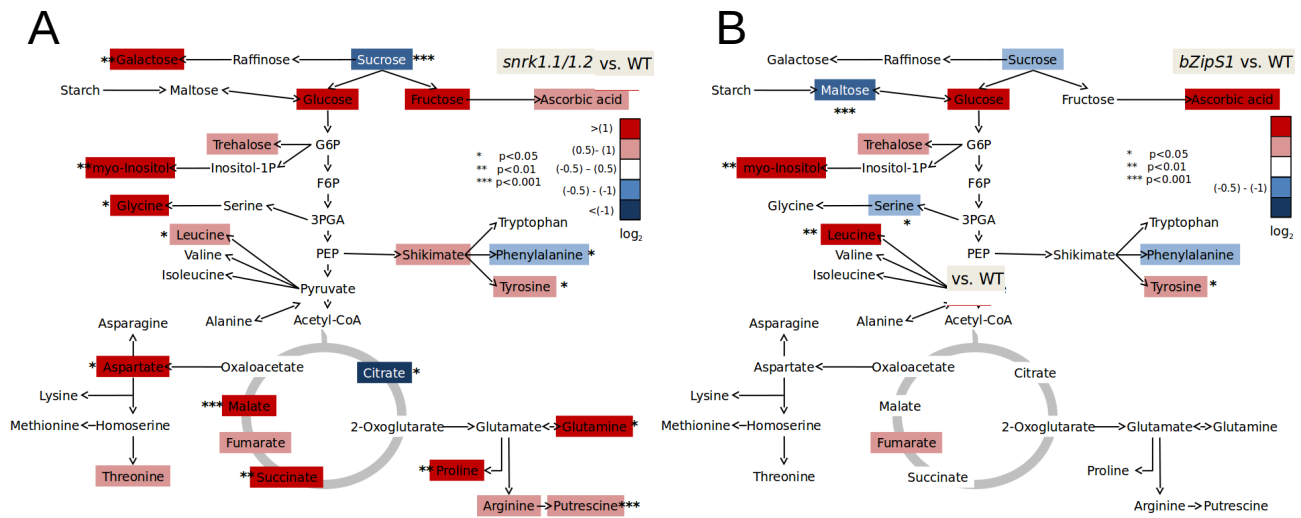 A
** Galactose Raffinose Sucrose *** snrk1.1/1.2 vs. WT
Starch Maltose Glucose Fructose Ascorbic acid
>(1)
Trehalose G6P (0.5)- (1)
* p<0.05
** myo-Inositol Inositol-1P ** p<0.01 (-0.5) – (0.5)
*** p<0.001
F6P (-0.5) - (-1)
* Glycine Serine 3PGA <(-1)
Tryptophan
* Leucine log2
Valine PEP Shikimate Phenylalanine *
Isoleucine
Pyruvate Tyrosine *
Asparagine Alanine Acetyl-CoA
* Aspartate Oxaloacetate Citrate *
Lysine *** Malate
Methionine Homoserine 2-Oxoglutarate Glutamate Glutamine *
Fumarate
Threonine ** Succinate ** Proline
Arginine Putrescine ***
B
Galactose Raffinose Sucrose bZipS1 vs. WT
Starch Maltose Glucose Fructose Ascorbic acid
***
Trehalose G6P
* p<0.05
** myo-Inositol Inositol-1P ** p<0.01
*** p<0.001
F6P (-0.5) - (-1)
Glycine Serine 3PGA
* Tryptophan
** Leucine log2
Valine PEP Shikimate Phenylalanine
Isoleucine vs. WT
Tyrosine *
Asparagine Alanine Acetyl-CoA
Aspartate Oxaloacetate Citrate
Lysine Malate
Methionine Homoserine 2-Oxoglutarate Glutamate Glutamine
Fumarate
Threonine Succinate Proline
Arginine Putrescine